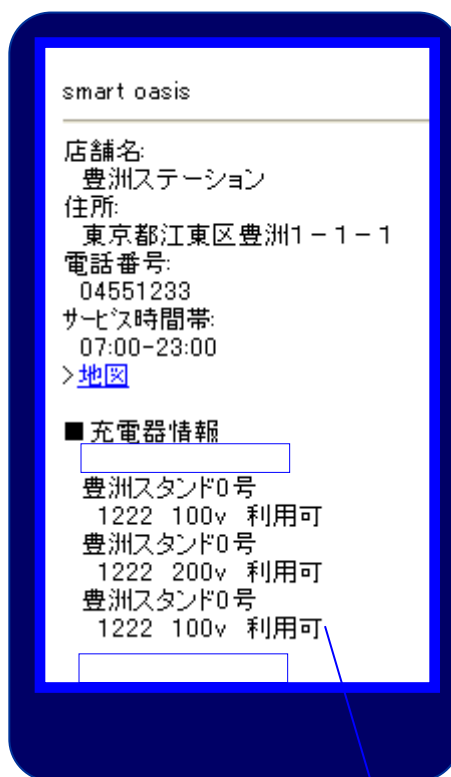 smart oasis
店舗名:
豊洲ステーション
住所:
東京都江東区豊洲1-1-1
電話番号:
04551233
サービス時間帯:
07:00-23:00
>地図
■充電器情報
豊洲スタンド0号
1222 100v 利用可
豊洲スタンド0号
1222 200v 利用可
豊洲スタンド0号
1222 100v 利用可